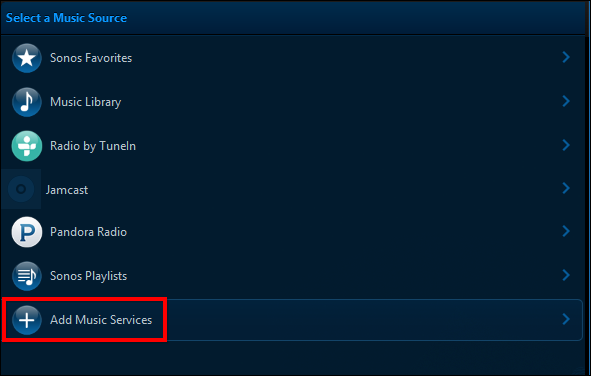 Select a Music Source
Sonos Favorites
Music Library
Radio by TuneIn
Jamcast
P
Pandora Radio
Sonos Playlists
Add Music Services